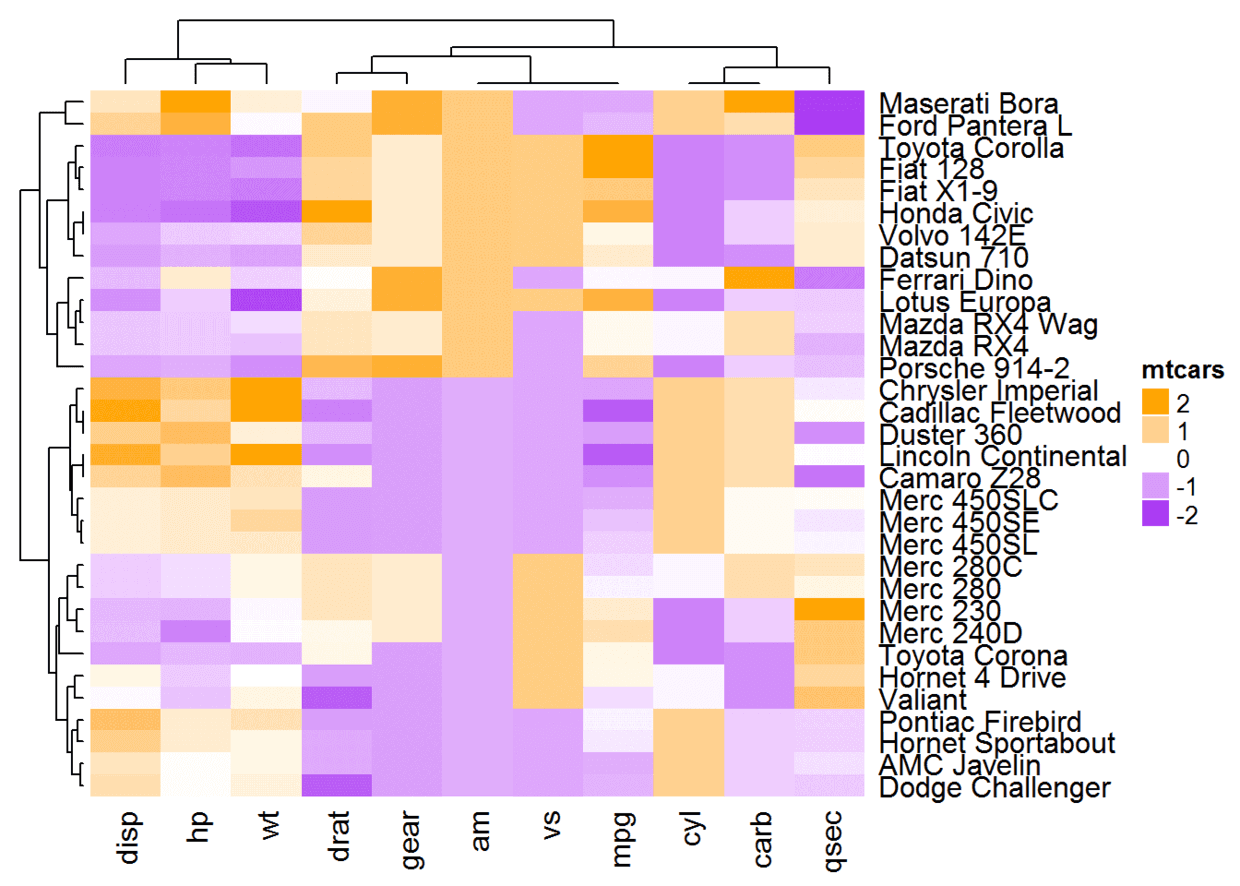 Maserati Bora
Ford Pantera L
Toyota Corolla
Fiat 128
Fiat X1-9
Honda Civic
Volvo 142E
Datsun 710
Ferrari Dino
Lotus Europa
Mazda RX4 Wag
Mazda RX4
Porsche 914-2
Chrysler Imperial
Cadillac Fleetwood
Duster 360
Lincoln Continental
Camaro Z28
Merc 450SLC
Merc 450SE
Merc 450SL
Merc 280C
Merc 280
Merc 230
Merc 240D
Toyota Corona
Hornet 4 Drive
Valiant
Pontiac Firebird
Hornet Sportabout
AMC Javelin
Dodge Challenger
mtcars
2
1
0
-1
-2
disp hp wt drat gear am vs mpg cyl carb qsec